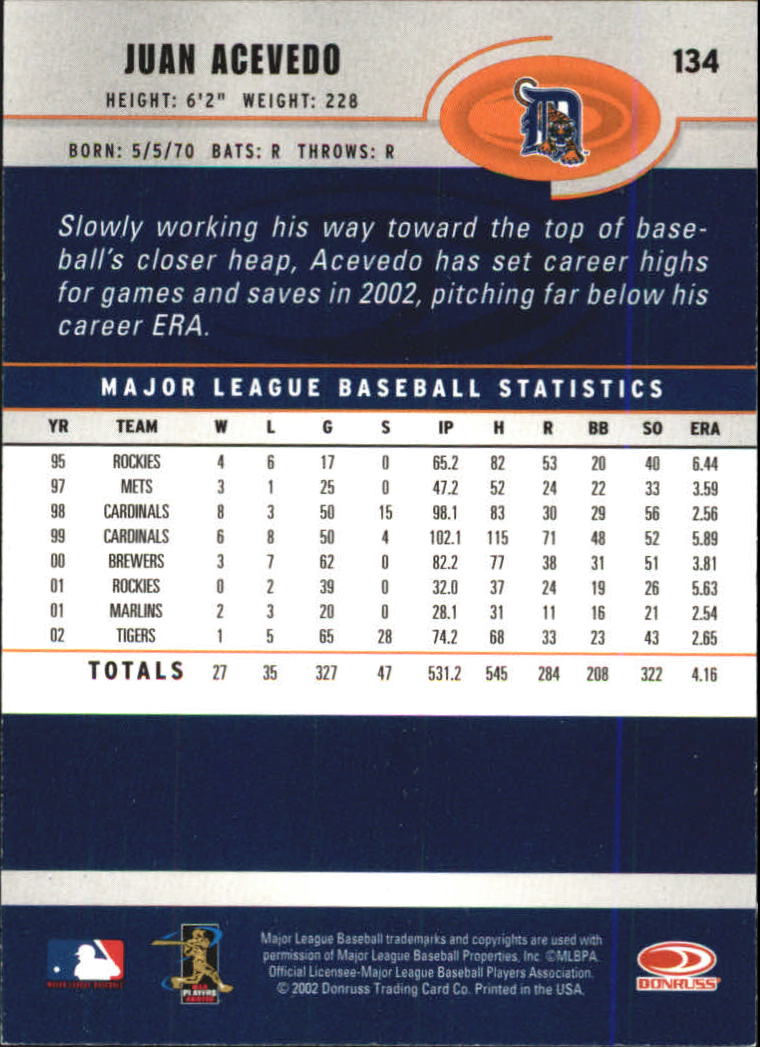 JUAN ACEVEDO
134
HEIGHT: 6'2" WEIGHT: 228
BORN: 5/5/70 BATS: R THROWS: R
Slowly working his way toward the top of base-
ball's closer heap, Acevedo has set career highs
for games and saves in 2002, pitching far below his
career ERA.
MAJOR LEAGUE BASEBALL STATISTICS
YR TEAM W L G S IP H R BB SO ERA
95 ROCKIES 4 6 17 0 65.2 82 53 20 40 6.44
97 METS 3 1 25 0 47.2 52 24 22 33 3.59
98 CARDINALS 8 3 50 15 98.1 83 30 29 56 2.56
99 CARDINALS 6 8 50 4 102.1 115 71 48 52 5.89
00 BREWERS 3 7 62 0 82.2 77 38 31 51 3.81
01 ROCKIES 0 2 39 0 32.0 37 24 19 26 5.63
01 MARLINS 2 3 20 0 28.1 31 11 16 21 2.54
02 TIGERS 1 5 65 28 74.2 68 33 23 43 2.65
TOTALS 27 35 327 47 531.2 545 284 208 322 4.16
Major League Baseball trademarks and copyrights are used with
permission of Major League Baseball Properties, Inc. ©MLBPA
Official Licensee-Major League Baseball Players Association.
© 2002 Donruss Trading Card Co. Printed in the USA.
MAJOR LEAGUE BASEBALL
PLAYERS
DONRUSS